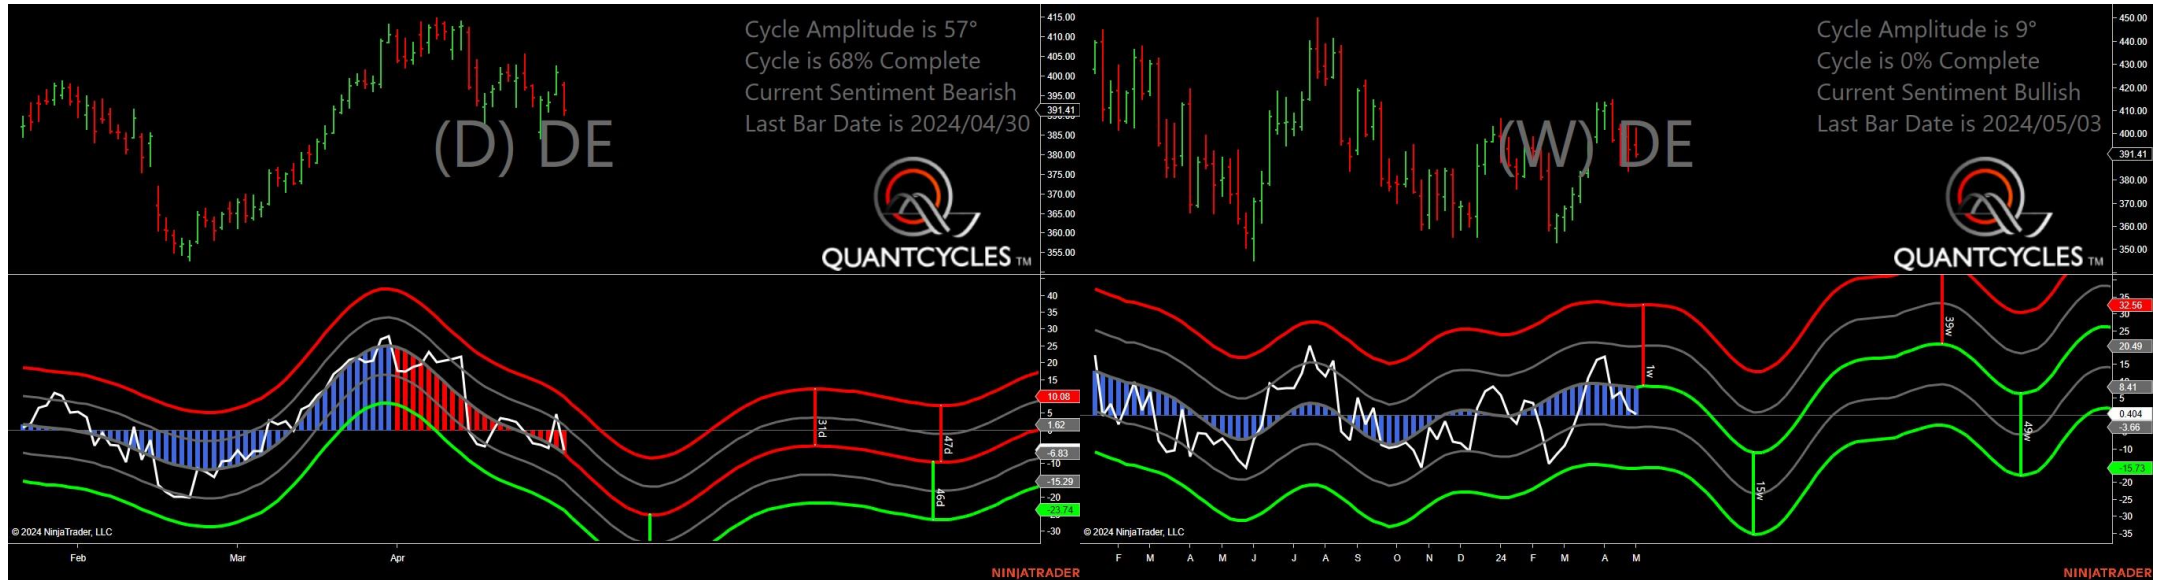 Cycle Amplitude is 57°
Cycle is 68% Complete
Current Sentiment Bearish
Last Bar Date is 2024/04/30
(D) DE
QUANTCYCLES TM
415.00
410.00
405.00
400.00
395.00
391.41
385.00
380.00
375.00
370.00
365.00
360.00
355.00
40
35
30
25
20
15
10.08
5
1.62
-6.83
-10
-15.29
-20
-23.74
-30
31d
47d
46d
© 2024 NinjaTrader, LLC
Feb Mar Apr
NINJATRADER
Cycle Amplitude is 9°
Cycle is 0% Complete
Current Sentiment Bullish
Last Bar Date is 2024/05/03
(W) DE
QUANTCYCLES TM
450.00
440.00
430.00
420.00
410.00
400.00
391.41
380.00
370.00
360.00
350.00
35
32.56
25
20.49
15
8.41
5
0.404
-3.66
-10
-15.73
-20
-25
-30
-35
1w
15w
39w
49w
© 2024 NinjaTrader, LLC
F M A M J J A S O N D 24 F M A M
NINJATRADER